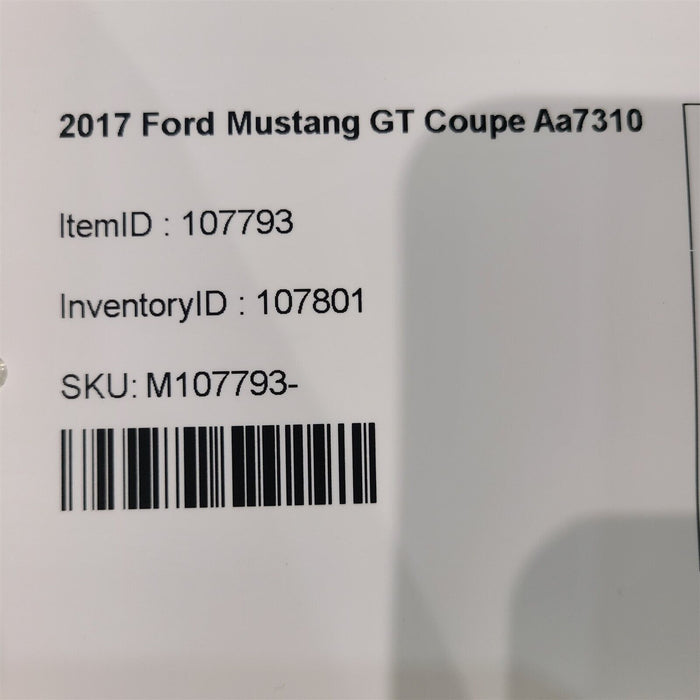 2017 Ford Mustang GT Coupe Aa7310
ItemID : 107793
InventoryID : 107801
SKU: M107793-